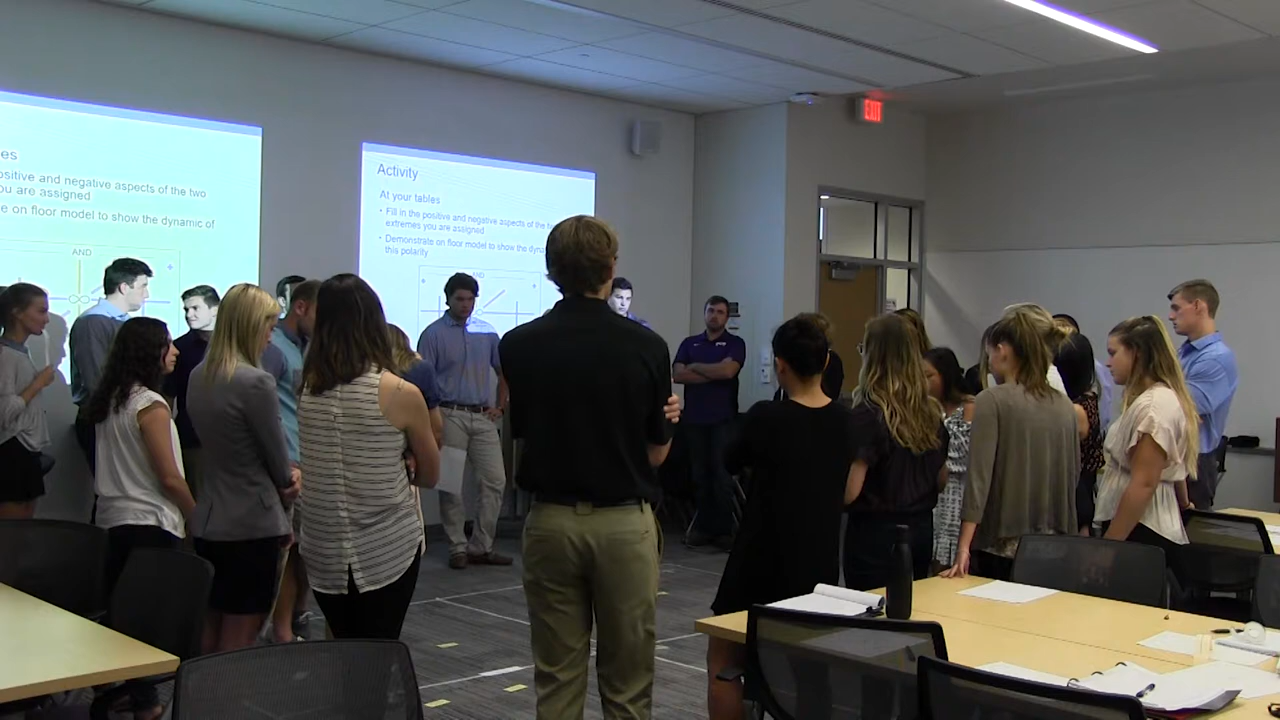 es
ositive and negative aspects of the two
ou are assigned
e on floor model to show the dynamic of
AND
Activity
At your tables
• Fill in the positive and negative aspects of the
extremes you are assigned
• Demonstrate on floor model to show the
this polarity
AND
EXIT